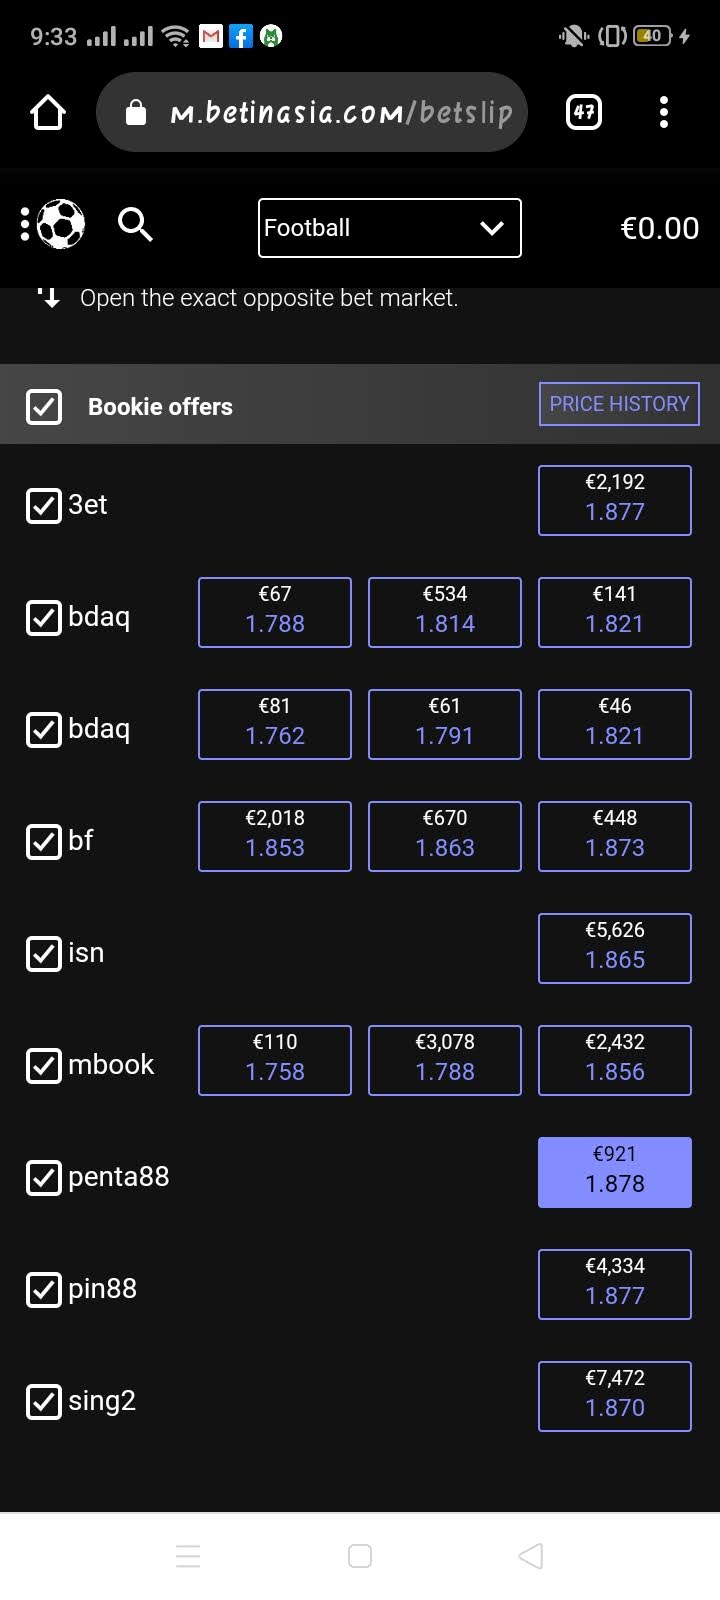 9:33
40
m.betinasia.com/betslip
47
Football
€0.00
Open the exact opposite bet market.
Bookie offers
PRICE HISTORY
3et
€2,192
1.877
bdaq
€67 €534 €141
1.788 1.814 1.821
bdaq
€81 €61 €46
1.762 1.791 1.821
bf
€2,018 €670 €448
1.853 1.863 1.873
isn
€5,626
1.865
mbook
€110 €3,078 €2,432
1.758 1.788 1.856
penta88
€921
1.878
pin88
€4,334
1.877
sing2
€7,472
1.870